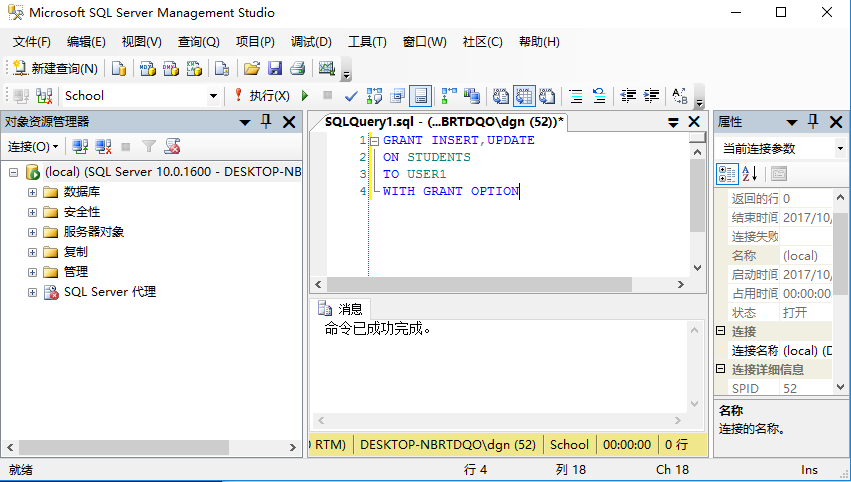 Microsoft SQL Server Management Studio
文件(F) 编辑(E) 视图(V) 查询(Q) 项目(P) 调试(D) 工具(T) 窗口(W) 社区(C) 帮助(H)
新建查询(N)
School 执行(X)
对象资源管理器
连接(O)
(local) (SQL Server 10.0.1600 - DESKTOP-NB
数据库
安全性
服务器对象
复制
管理
SQL Server 代理
SQLQuery1.sql - (...BRTDQO\dgn (52))*
1 GRANT INSERT,UPDATE
2 ON STUDENTS
3 TO USER1
4 WITH GRANT OPTION
消息
命令已成功完成。
0 RTM) DESKTOP-NBRTDQO\dgn (52) School 00:00:00 0 行
属性
当前连接参数
返回的行 0
结束时间 2017/10/
连接失败
名称 (local)
启动时间 2017/10/
占用时间 00:00:00
状态 打开
连接
连接名称 (local) (D
连接详细信息
SPID 52
名称
连接的名称。
就绪 行 4 列 18 Ch 18 Ins